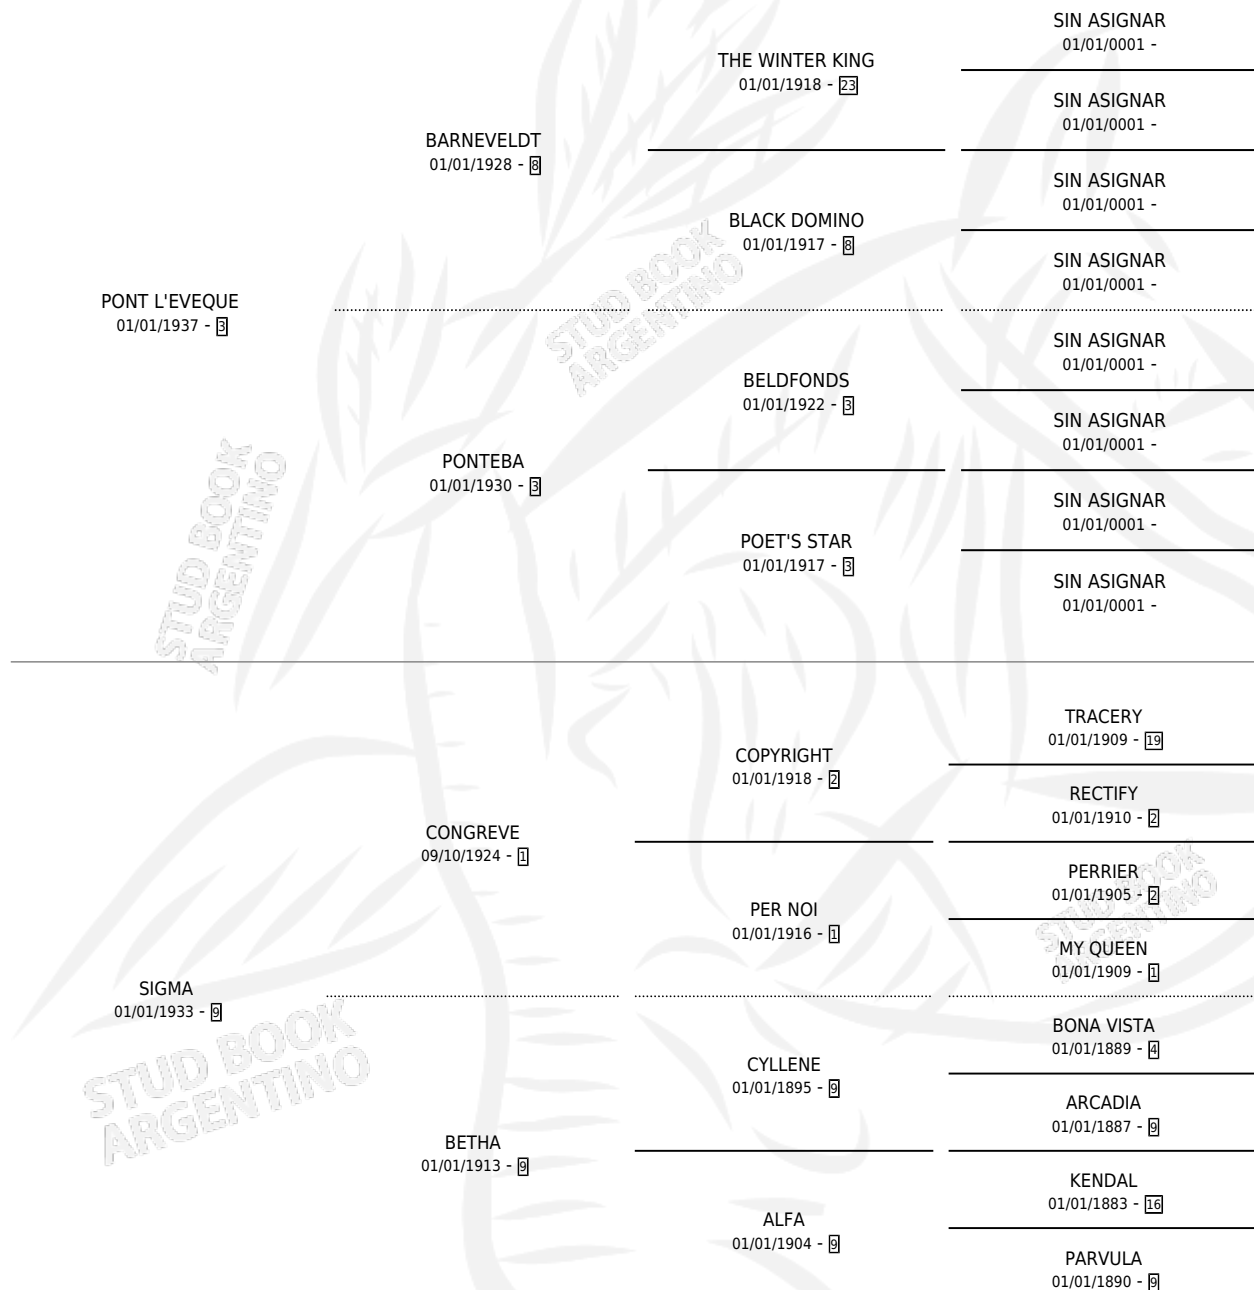 SIN ASIGNAR
01/01/0001 -
THE WINTER KING
01/01/1918 - 23
SIN ASIGNAR
01/01/0001 -
BARNEVELDT
01/01/1928 - 8
SIN ASIGNAR
01/01/0001 -
BLACK DOMINO
01/01/1917 - 8
SIN ASIGNAR
01/01/0001 -
STUD BOOK
ARGENTINO
PONT L'EVEQUE
01/01/1937 - 3
SIN ASIGNAR
01/01/0001 -
BELDFONDS
01/01/1922 - 3
SIN ASIGNAR
01/01/0001 -
PONTEBA
01/01/1930 - 3
SIN ASIGNAR
01/01/0001 -
POET'S STAR
01/01/1917 - 3
SIN ASIGNAR
01/01/0001 -
STUD BOOK
ARGENTINO
TRACERY
01/01/1909 - 19
COPYRIGHT
01/01/1918 - 2
RECTIFY
01/01/1910 - 2
CONGREVE
09/10/1924 - 1
PERRIER
01/01/1905 - 2
PER NOI
01/01/1916 - 1
STUD BOOK
ARGENTINO
MY QUEEN
01/01/1909 - 1
SIGMA
01/01/1933 - 9
BONA VISTA
01/01/1889 - 4
STUD BOOK
ARGENTINO
CYLLENE
01/01/1895 - 9
ARCADIA
01/01/1887 - 9
BETHA
01/01/1913 - 9
KENDAL
01/01/1883 - 16
ALFA
01/01/1904 - 9
PARVULA
01/01/1890 - 9